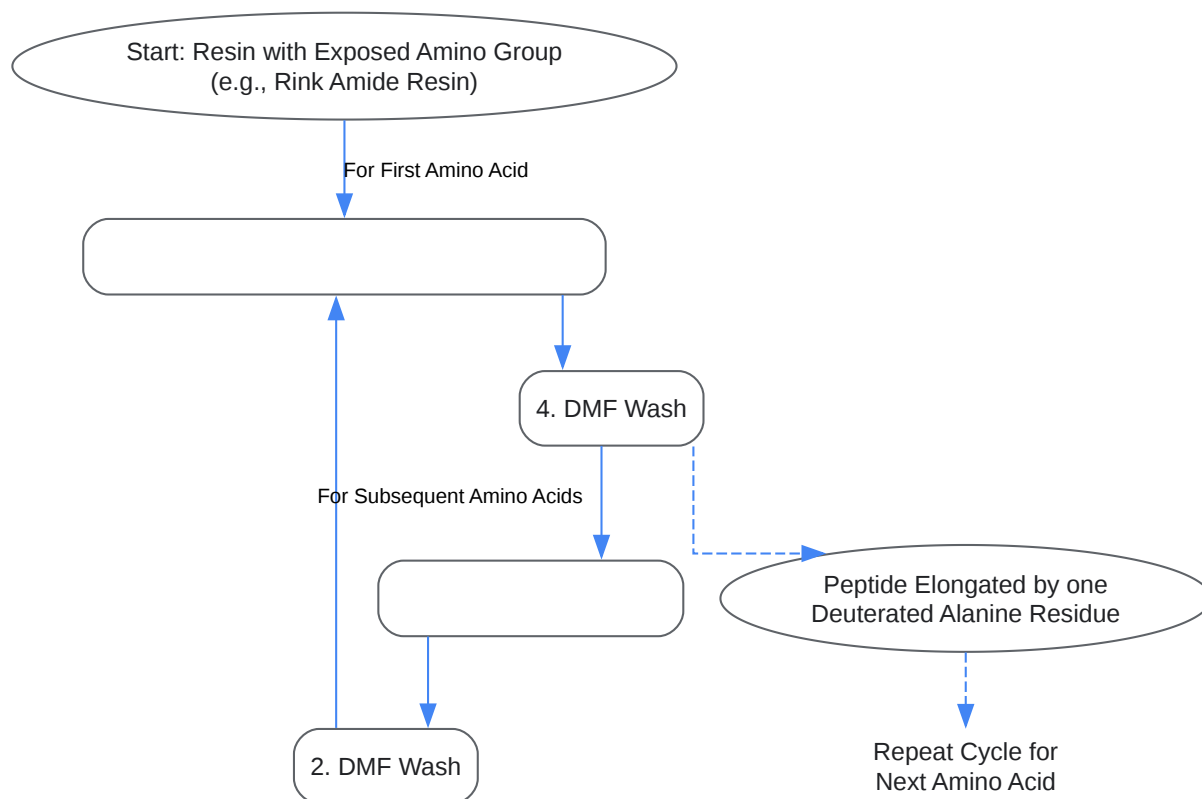 Start: Resin with Exposed Amino Group
(e.g., Rink Amide Resin)
For First Amino Acid
4. DMF Wash
For Subsequent Amino Acids
Peptide Elongated by one
Deuterated Alanine Residue
2. DMF Wash
Repeat Cycle for
Next Amino Acid